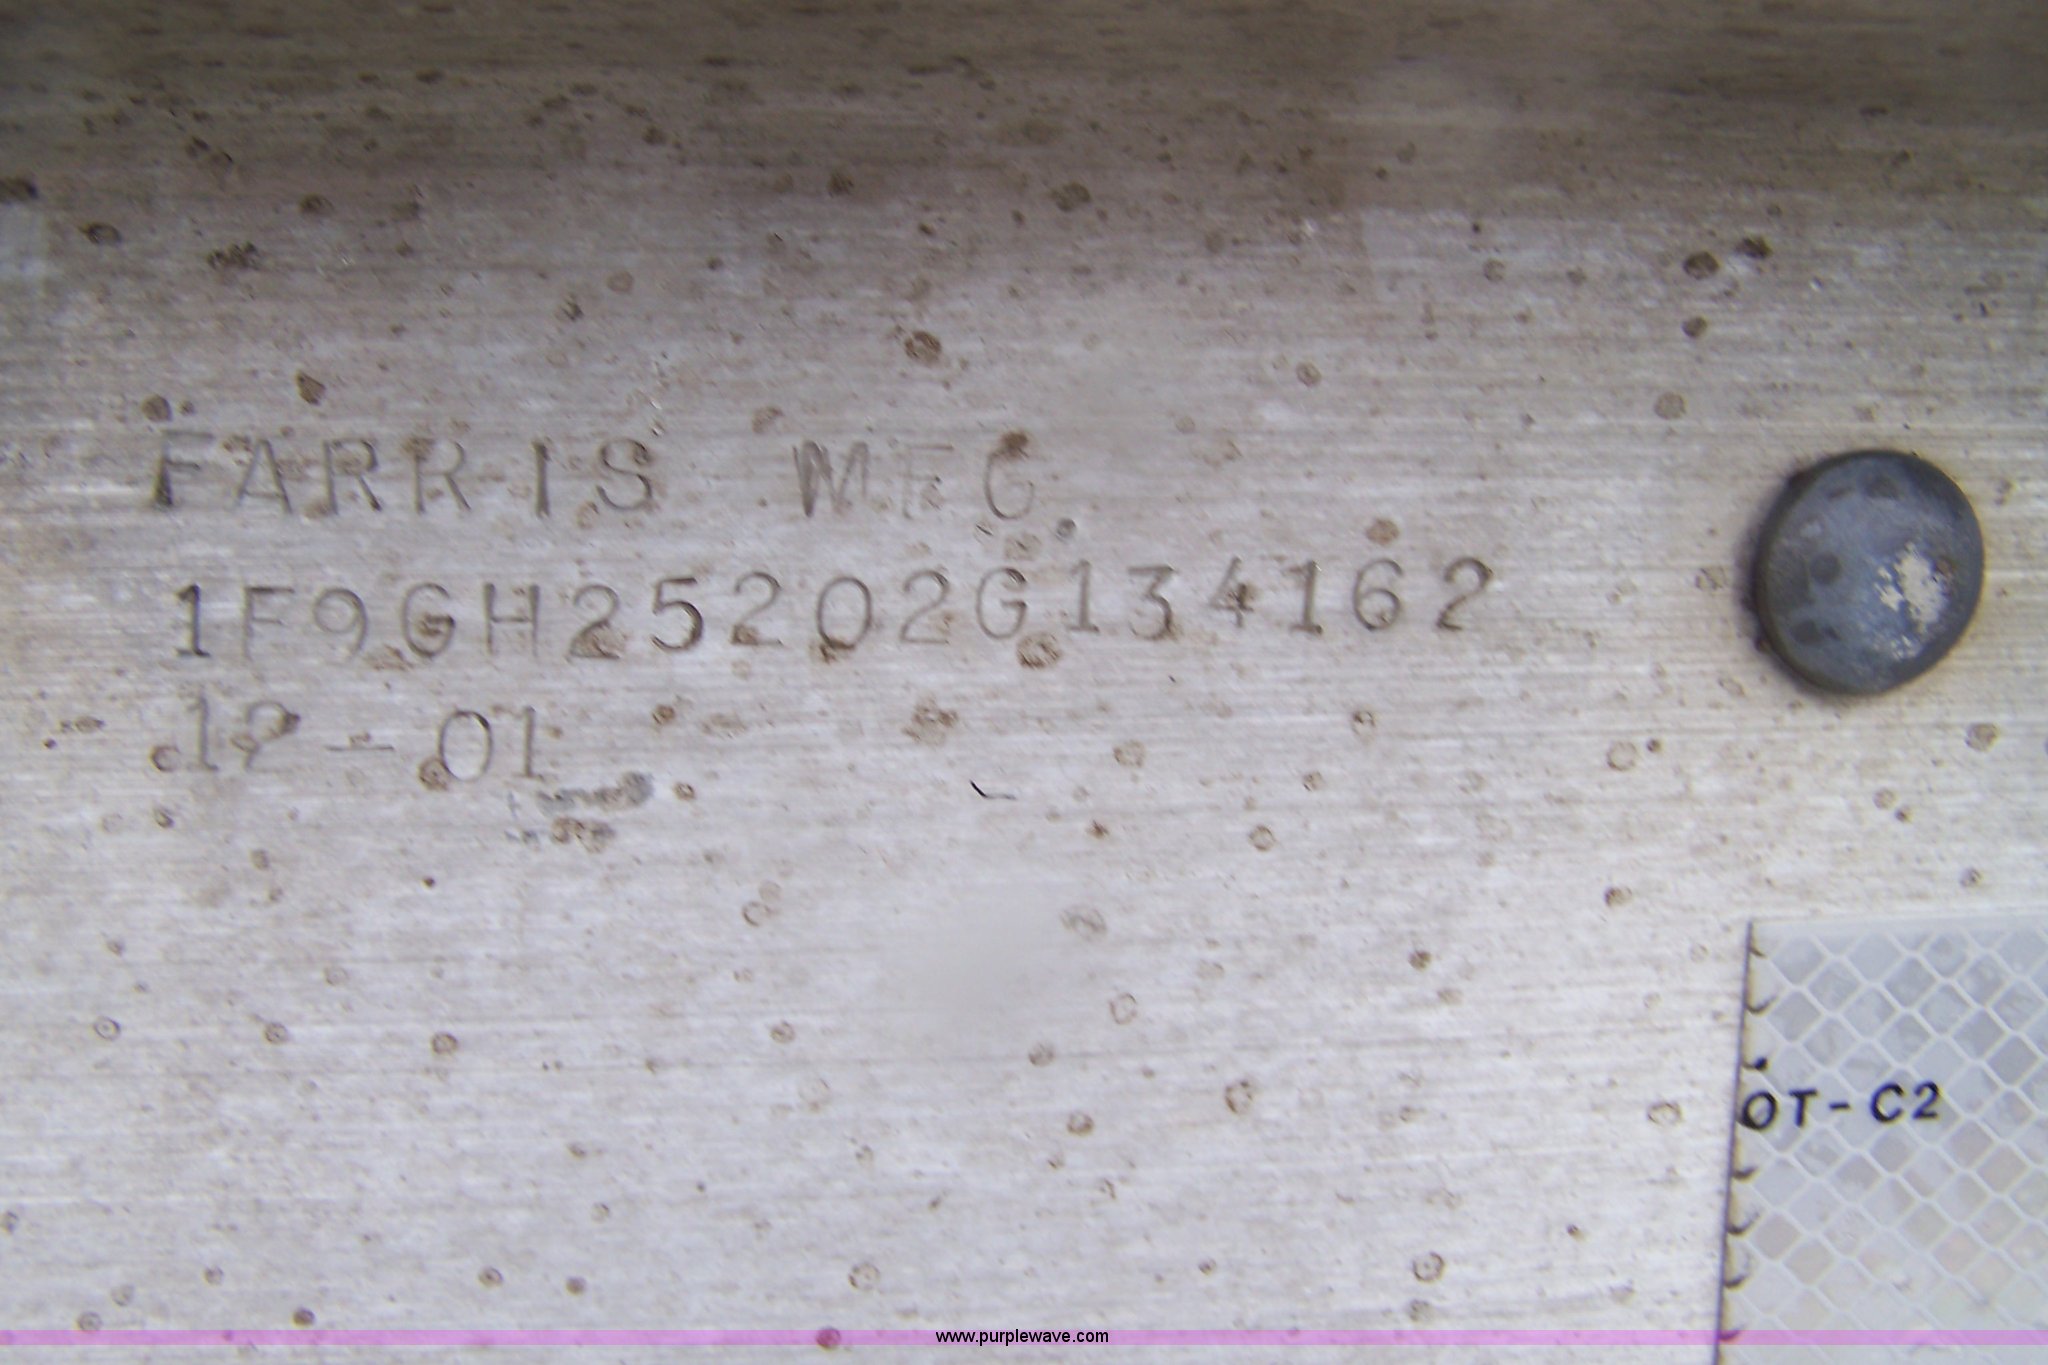 FARRIS MFG.
1F9GH25202G134162
12-01
OT-C2
www.purplewave.com